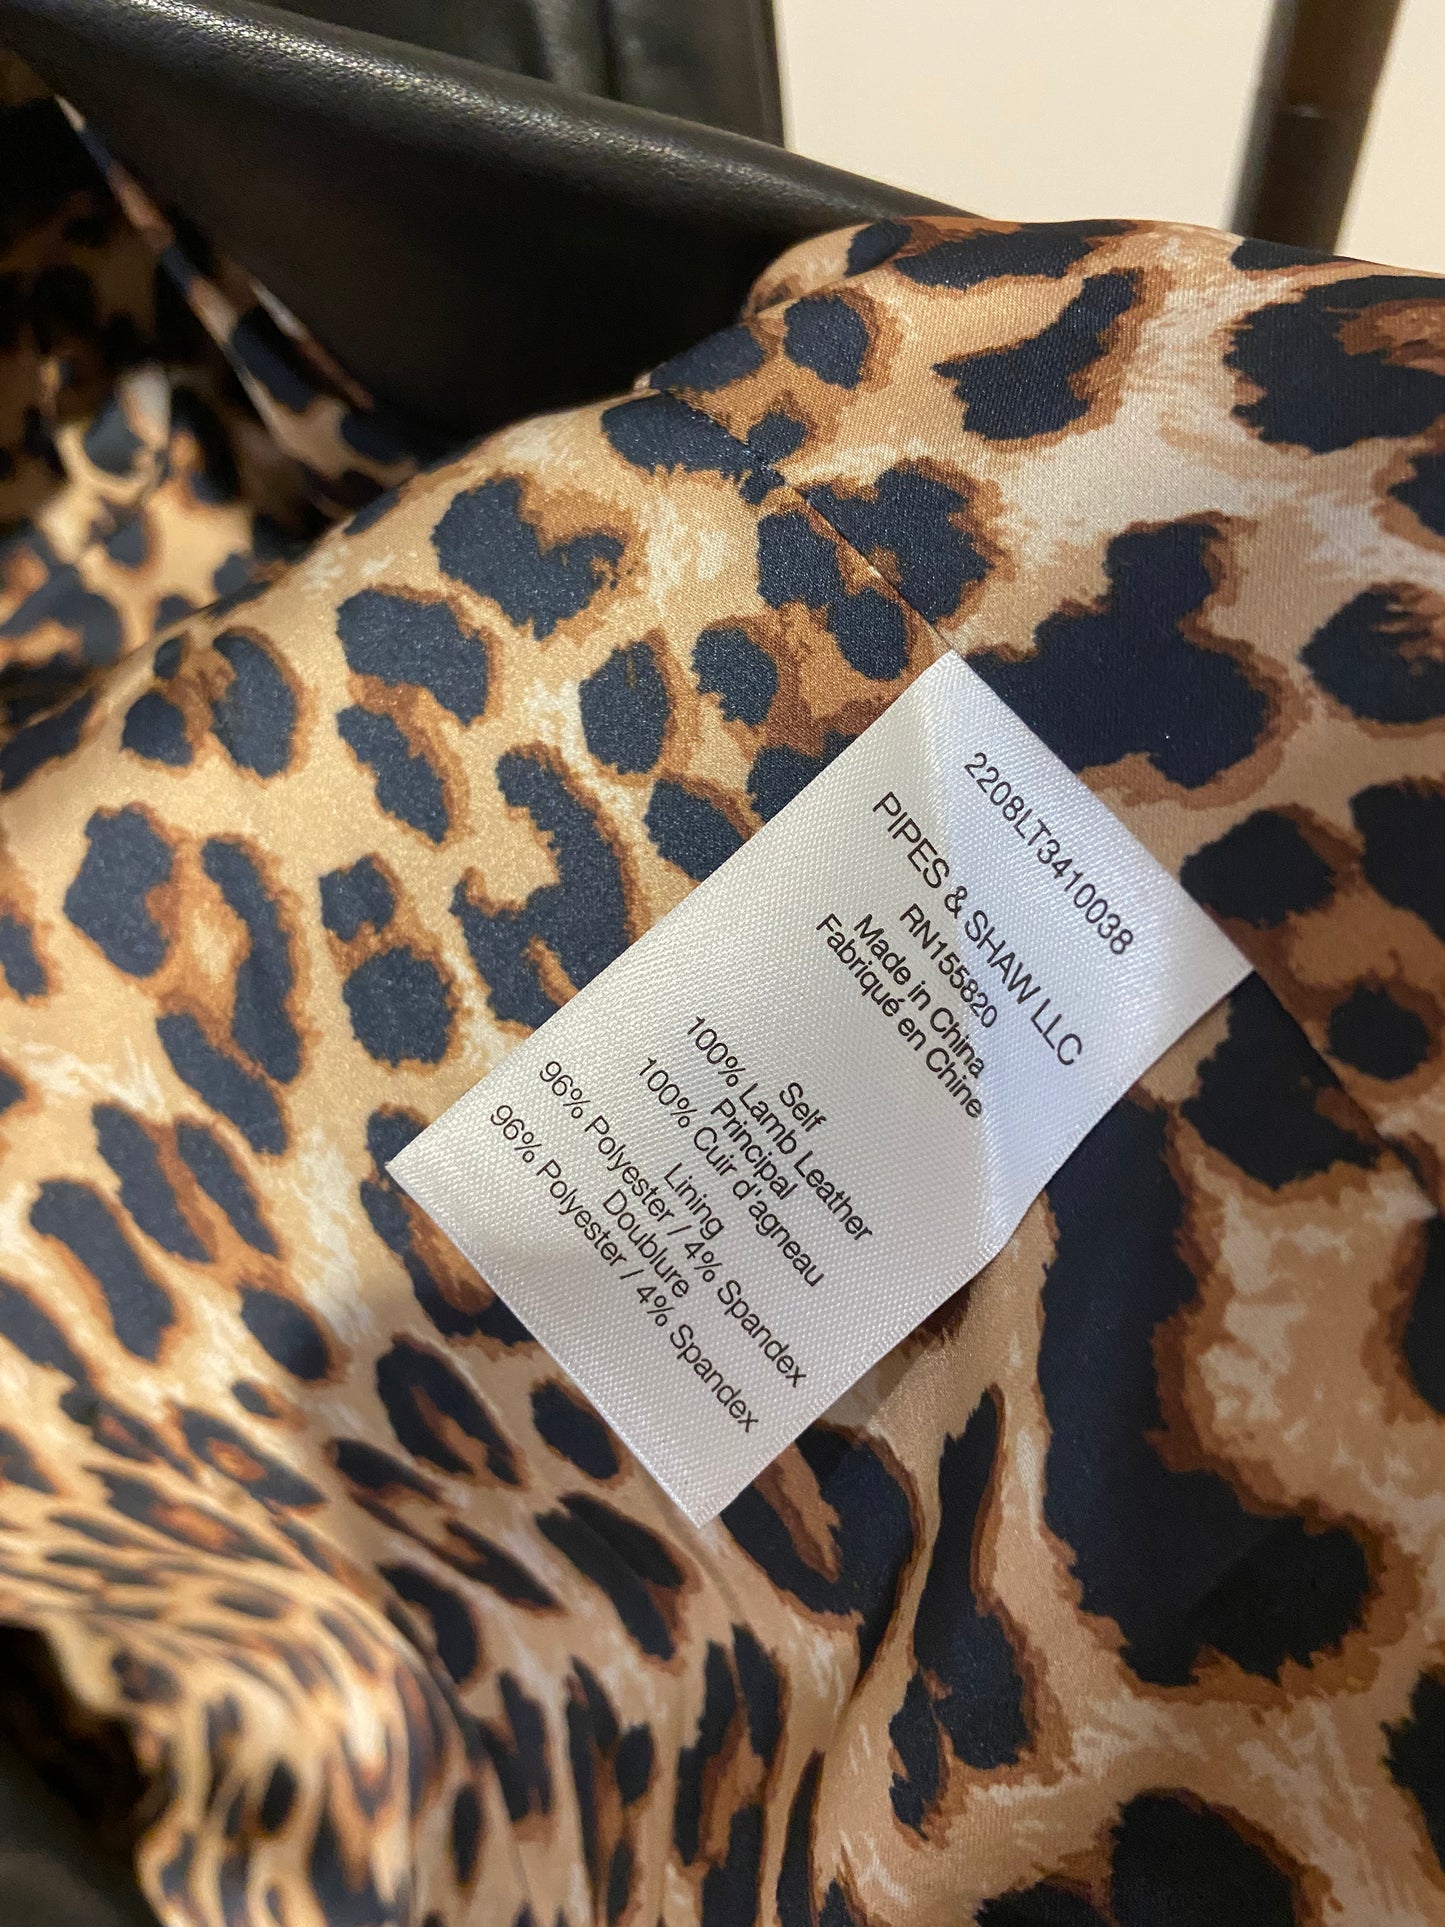 2208LT3410038
PIPES & SHAW LLC
RN155820
Made in China
Fabriqué en Chine
Self
100% Lamb Leather
Principal
100% Cuir d'agneau
Lining
96% Polyester / 4% Spandex
Doublure
96% Polyester / 4% Spandex